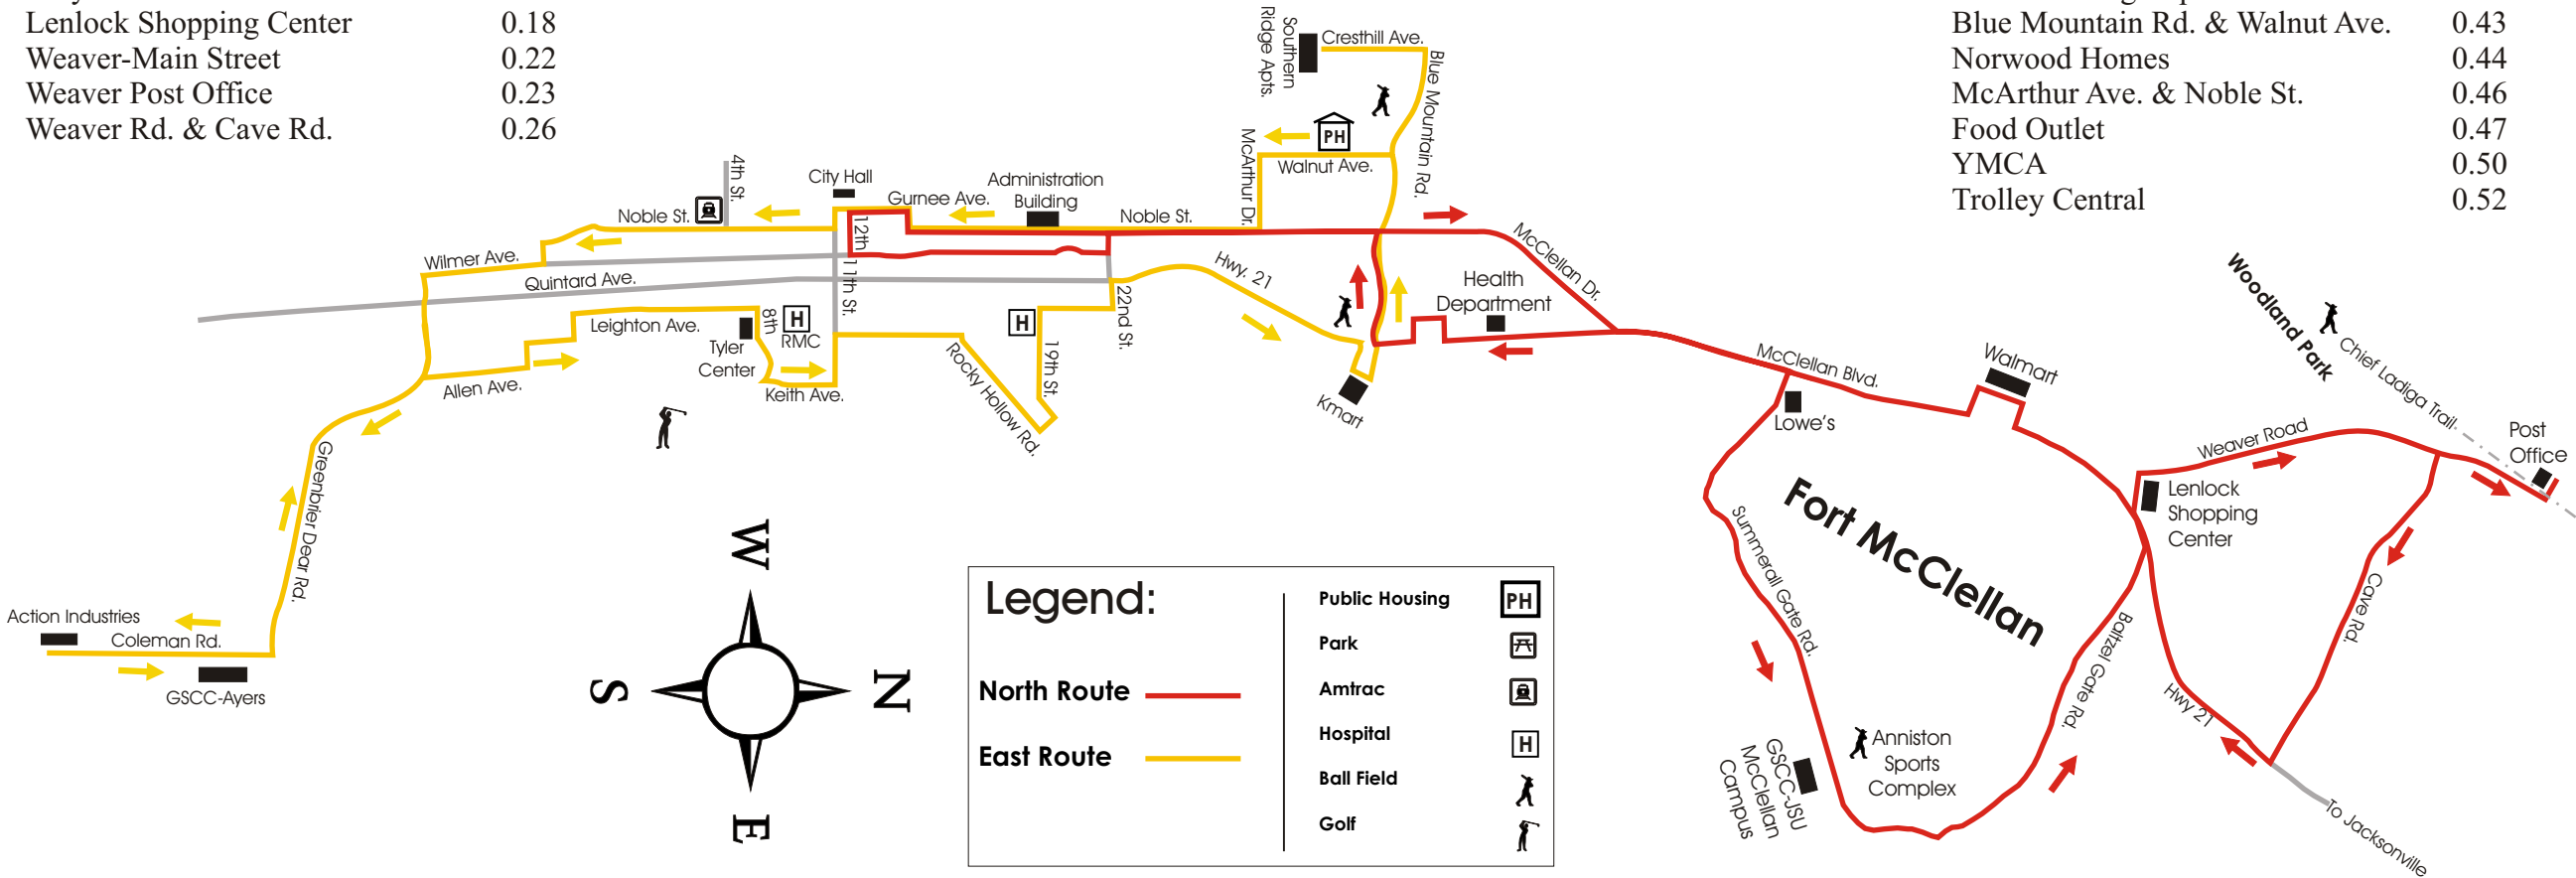 Lenlock Shopping Center 0.18
Weaver-Main Street 0.22
Weaver Post Office 0.23
Weaver Rd. & Cave Rd. 0.26
Blue Mountain Rd. & Walnut Ave. 0.43
Norwood Homes 0.44
McArthur Ave. & Noble St. 0.46
Food Outlet 0.47
YMCA 0.50
Trolley Central 0.52
Southern
Ridge Apts.
Cresthill Ave.
Blue Mountain Rd.
PH
Walnut Ave.
McArthur Dr.
4th St.
City Hall
Gurnee Ave.
Administration
Building
Noble St.
Noble St.
12th
11th St.
Wilmer Ave.
Quintard Ave.
Hwy. 21
McClellan Dr.
Health
Department
22nd St.
Leighton Ave.
8th
H
RMC
Tyler
Center
H
19th St.
Allen Ave.
Keith Ave.
Rocky Hollow Rd.
Kmart
McClellan Blvd.
Walmart
Lowe's
Woodland Park
Chief Ladiga Trail
Weaver Road
Post
Office
Lenlock
Shopping
Center
Greenbrier Dear Rd.
Fort McClellan
Summerall Gate Rd.
Baltzel Gate Rd.
Cave Rd.
Hwy 21
Action Industries
Coleman Rd.
GSCC-Ayers
W
S
N
E
Legend:
North Route
East Route
Public Housing PH
Park
Amtrac
Hospital H
Ball Field
Golf
GSCC-JSU
McClellan
Campus
Anniston
Sports
Complex
To Jacksonville